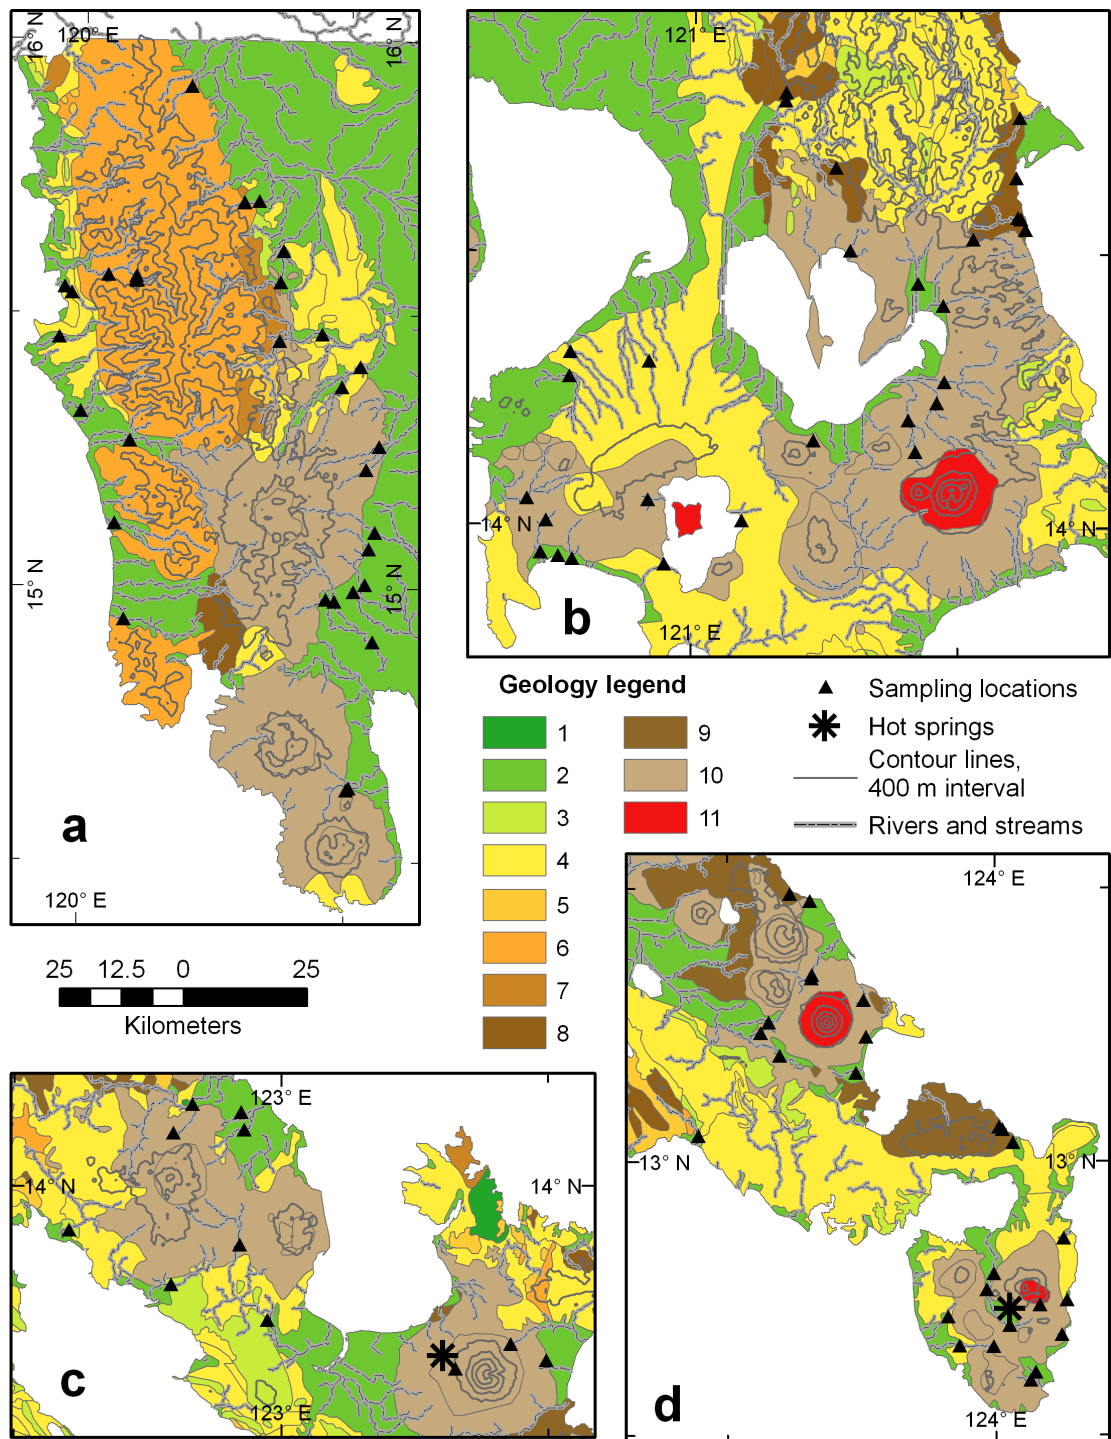 16° N
120° E
16° N
15° N
15° N
a
120° E
121° E
14° N
14° N
b
121° E
Geology legend
1
2
3
4
5
6
7
8
9
10
11
Sampling locations
Hot springs
Contour lines,
400 m interval
Rivers and streams
25 12.5 0 25
Kilometers
123° E
14° N
14° N
c
123° E
124° E
13° N
13° N
d
124° E